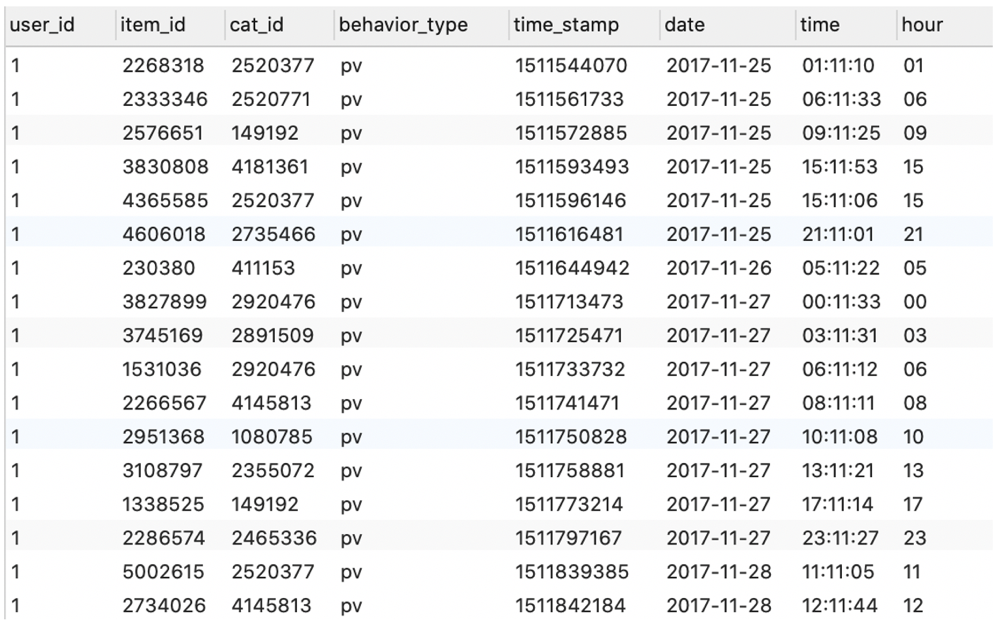 user_id item_id cat_id behavior_type time_stamp date time hour
1 2268318 2520377 pv 1511544070 2017-11-25 01:11:10 01
1 2333346 2520771 pv 1511561733 2017-11-25 06:11:33 06
1 2576651 149192 pv 1511572885 2017-11-25 09:11:25 09
1 3830808 4181361 pv 1511593493 2017-11-25 15:11:53 15
1 4365585 2520377 pv 1511596146 2017-11-25 15:11:06 15
1 4606018 2735466 pv 1511616481 2017-11-25 21:11:01 21
1 230380 411153 pv 1511644942 2017-11-26 05:11:22 05
1 3827899 2920476 pv 1511713473 2017-11-27 00:11:33 00
1 3745169 2891509 pv 1511725471 2017-11-27 03:11:31 03
1 1531036 2920476 pv 1511733732 2017-11-27 06:11:12 06
1 2266567 4145813 pv 1511741471 2017-11-27 08:11:11 08
1 2951368 1080785 pv 1511750828 2017-11-27 10:11:08 10
1 3108797 2355072 pv 1511758881 2017-11-27 13:11:21 13
1 1338525 149192 pv 1511773214 2017-11-27 17:11:14 17
1 2286574 2465336 pv 1511797167 2017-11-27 23:11:27 23
1 5002615 2520377 pv 1511839385 2017-11-28 11:11:05 11
1 2734026 4145813 pv 1511842184 2017-11-28 12:11:44 12